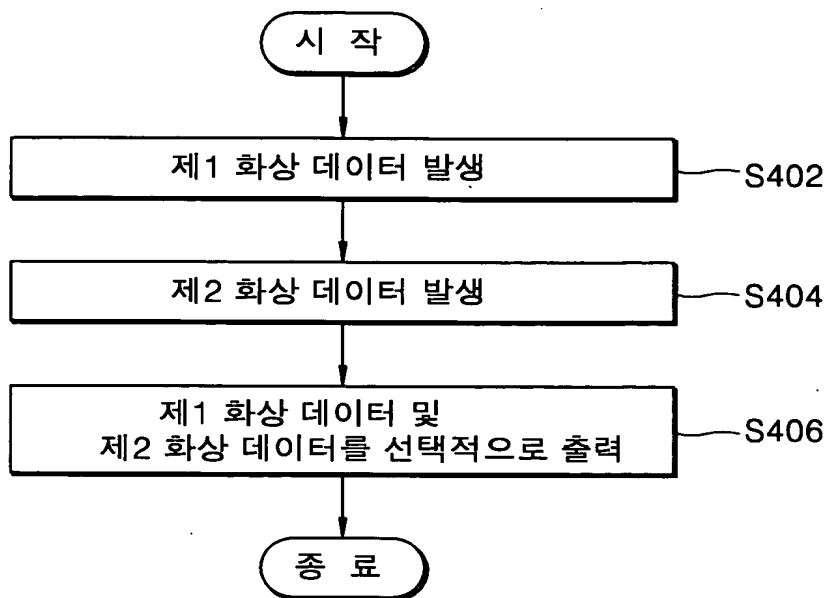 시 작
제1 화상 데이터 발생
S402
제2 화상 데이터 발생
S404
제1 화상 데이터 및
제2 화상 데이터를 선택적으로 출력
S406
종 료